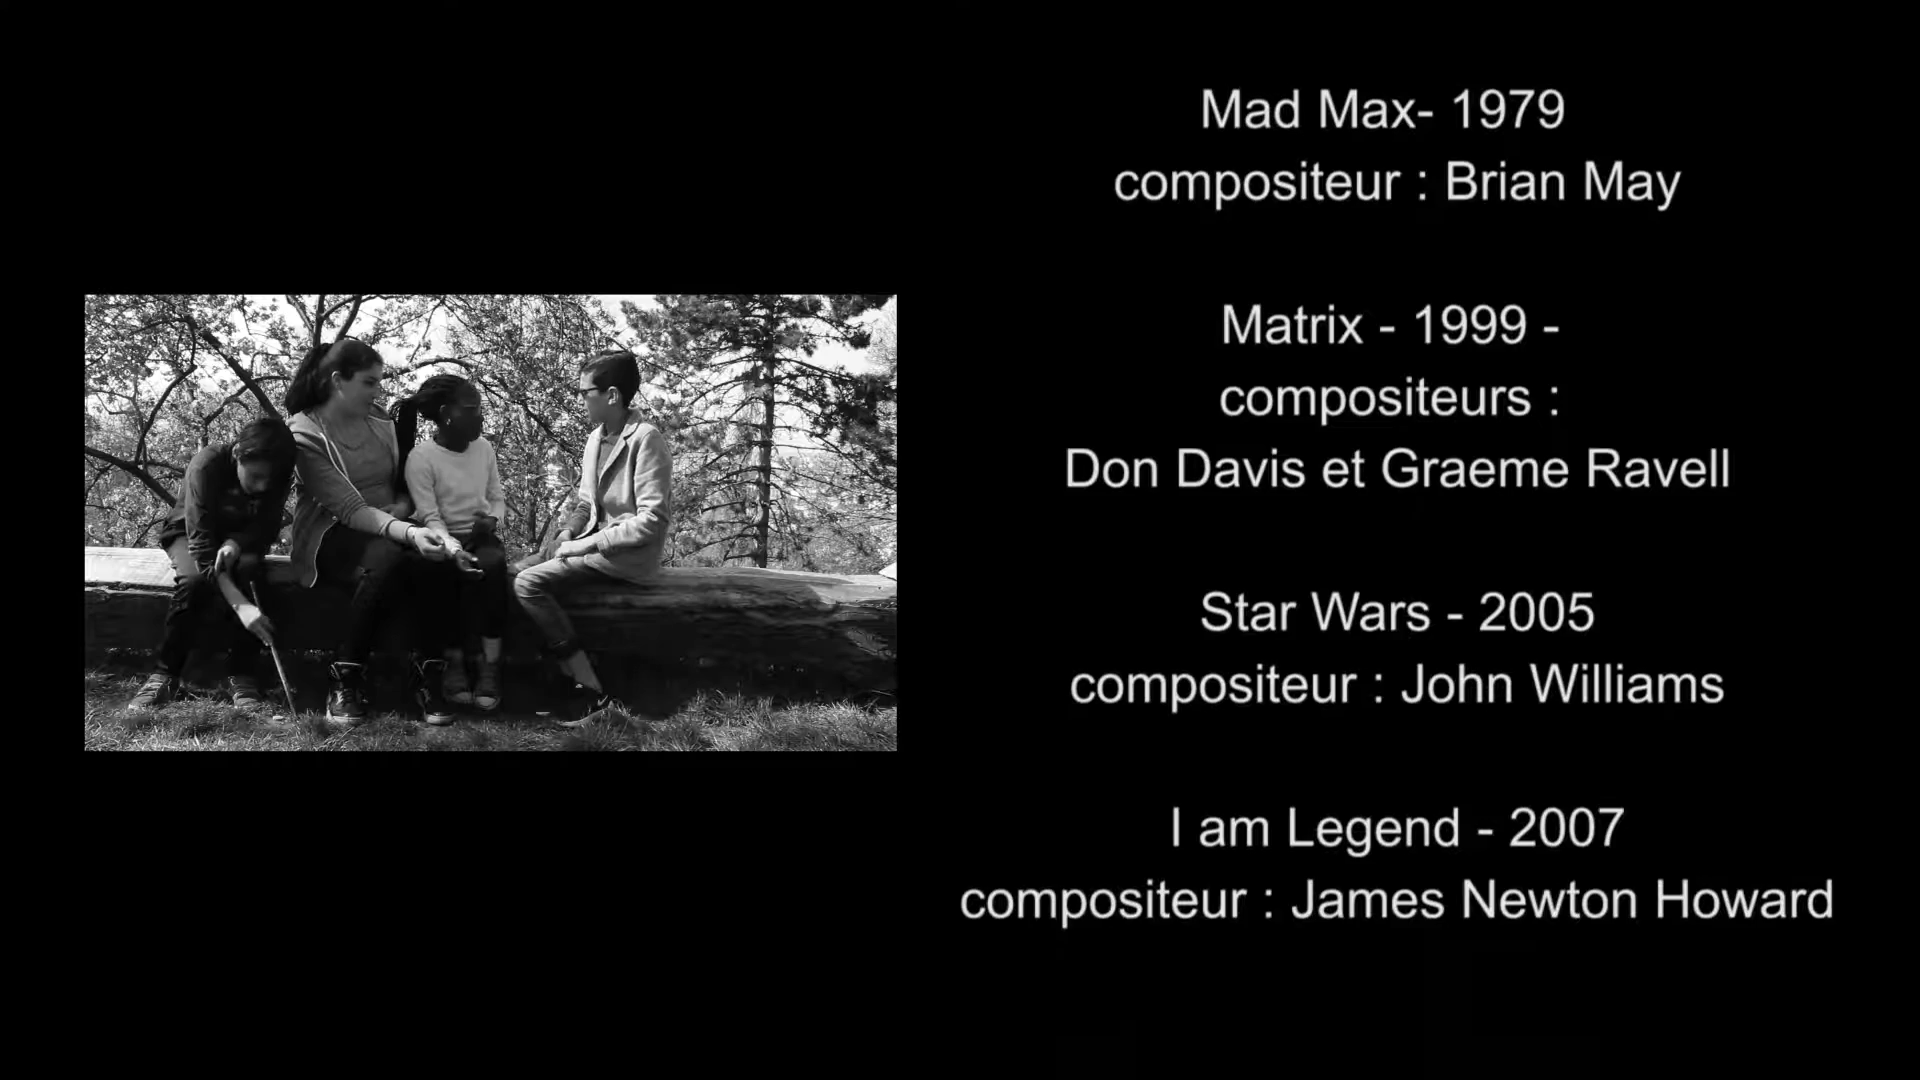 Mad Max- 1979
compositeur : Brian May
Matrix - 1999 -
compositeurs :
Don Davis et Graeme Ravell
Star Wars - 2005
compositeur : John Williams
I am Legend - 2007
compositeur : James Newton Howard